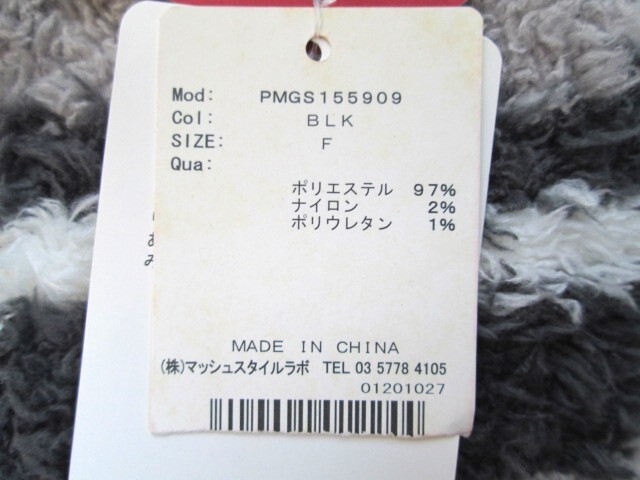 Mod: PMGS155909
Col: BLK
SIZE: F
Qua:
ポリエステル 97%
ナイロン 2%
ポリウレタン 1%
MADE IN CHINA
(株)マッシュスタイルラボ TEL 03 5778 4105
01201027